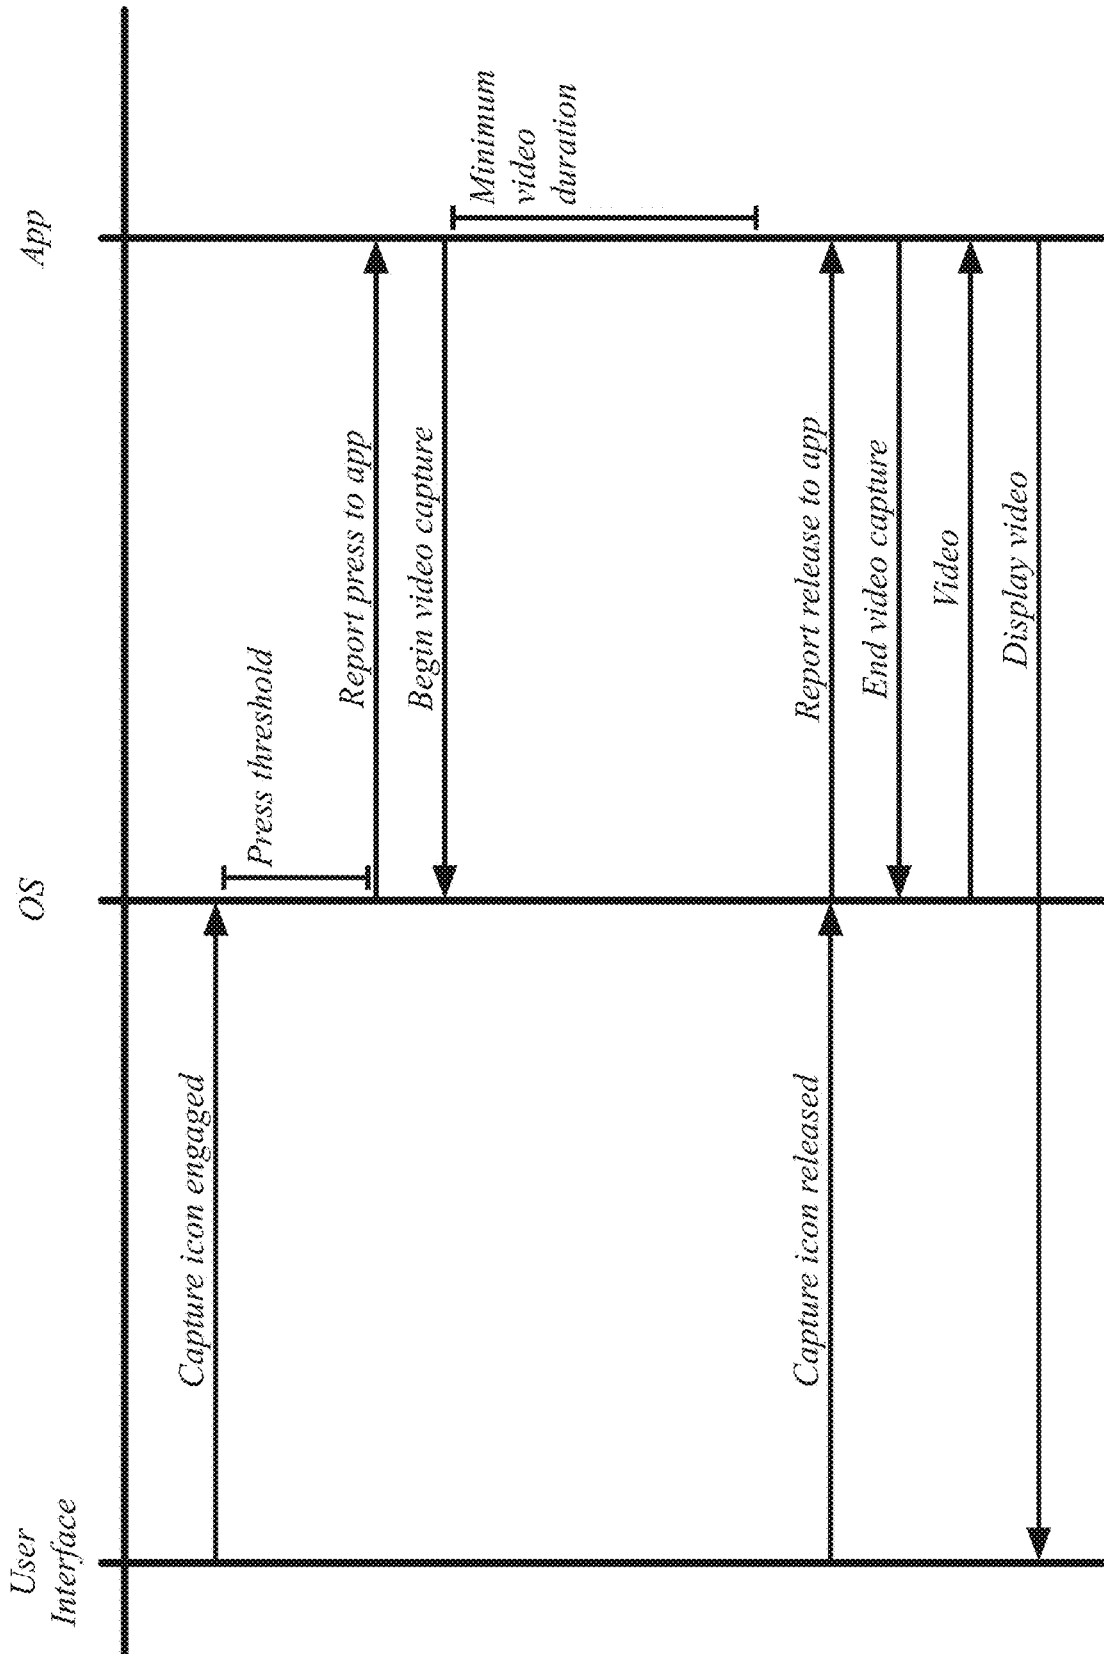 User
Interface
OS
App
Capture icon engaged
Press threshold
Report press to app
Begin video capture
Minimum
video
duration
Capture icon released
Report release to app
End video capture
Video
Display video